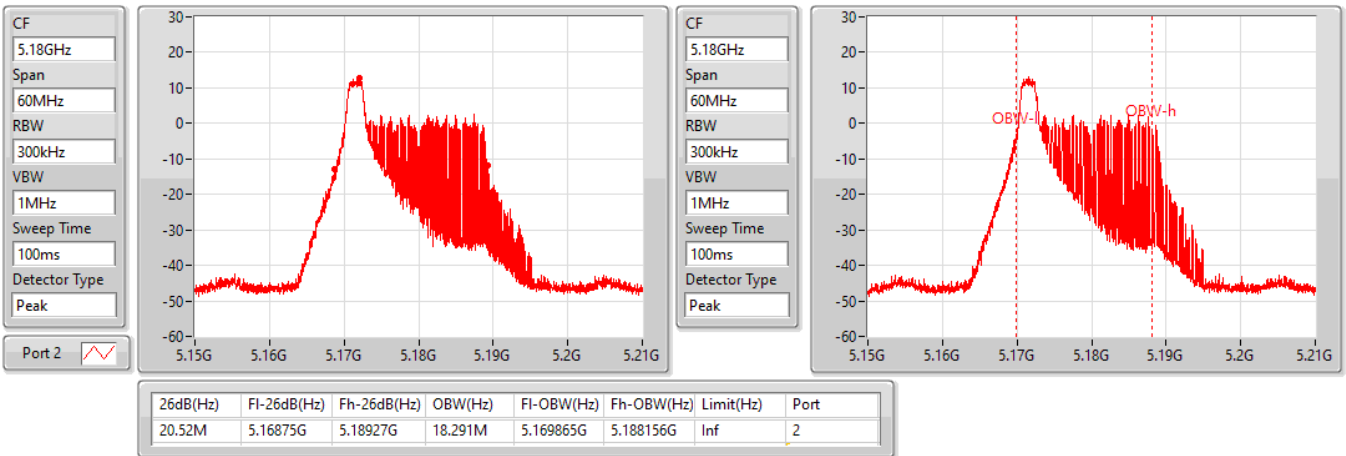 CF
5.18GHz
Span
60MHz
RBW
300kHz
VBW
1MHz
Sweep Time
100ms
Detector Type
Peak
Port 2
30
20
10
0
-10
-20
-30
-40
-50
-60
5.15G 5.16G 5.17G 5.18G 5.19G 5.2G 5.21G
CF
5.18GHz
Span
60MHz
RBW
300kHz
VBW
1MHz
Sweep Time
100ms
Detector Type
Peak
30
20
10
0
-10
-20
-30
-40
-50
-60
OBW-l OBW-h
5.15G 5.16G 5.17G 5.18G 5.19G 5.2G 5.21G
26dB(Hz) Fl-26dB(Hz) Fh-26dB(Hz) OBW(Hz) Fl-OBW(Hz) Fh-OBW(Hz) Limit(Hz) Port
20.52M 5.16875G 5.18927G 18.291M 5.169865G 5.188156G Inf 2